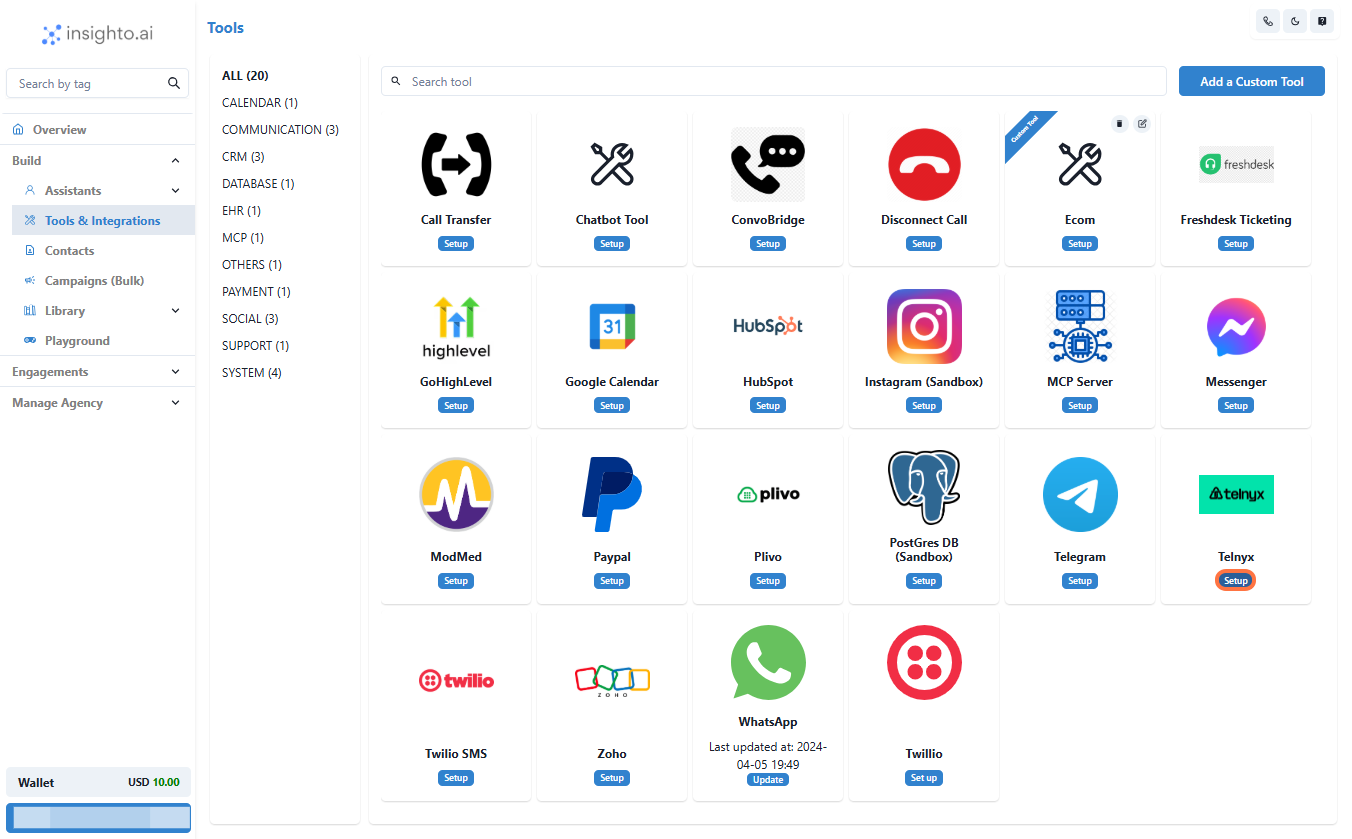 insighto.ai
Tools
Search by tag
Overview
Build
Assistants
Tools & Integrations
Contacts
Campaigns (Bulk)
Library
Playground
Engagements
Manage Agency
Wallet USD 10.00
ALL (20)
CALENDAR (1)
COMMUNICATION (3)
CRM (3)
DATABASE (1)
EHR (1)
MCP (1)
OTHERS (1)
PAYMENT (1)
SOCIAL (3)
SUPPORT (1)
SYSTEM (4)
Search tool
Add a Custom Tool
Call Transfer
Setup
Chatbot Tool
Setup
ConvoBridge
Setup
Disconnect Call
Setup
Custom Tool
Ecom
Setup
freshdesk
Freshdesk Ticketing
Setup
highlevel
GoHighLevel
Setup
31
Google Calendar
Setup
HubSpot
HubSpot
Setup
Instagram (Sandbox)
Setup
MCP Server
Setup
Messenger
Setup
ModMed
Setup
Paypal
Setup
plivo
Plivo
Setup
PostGres DB
(Sandbox)
Setup
Telegram
Setup
telnyx
Telnyx
Setup
twilio
Twilio SMS
Setup
ZOHO
Zoho
Setup
WhatsApp
Last updated at: 2024-
04-05 19:49
Update
Twillio
Set up